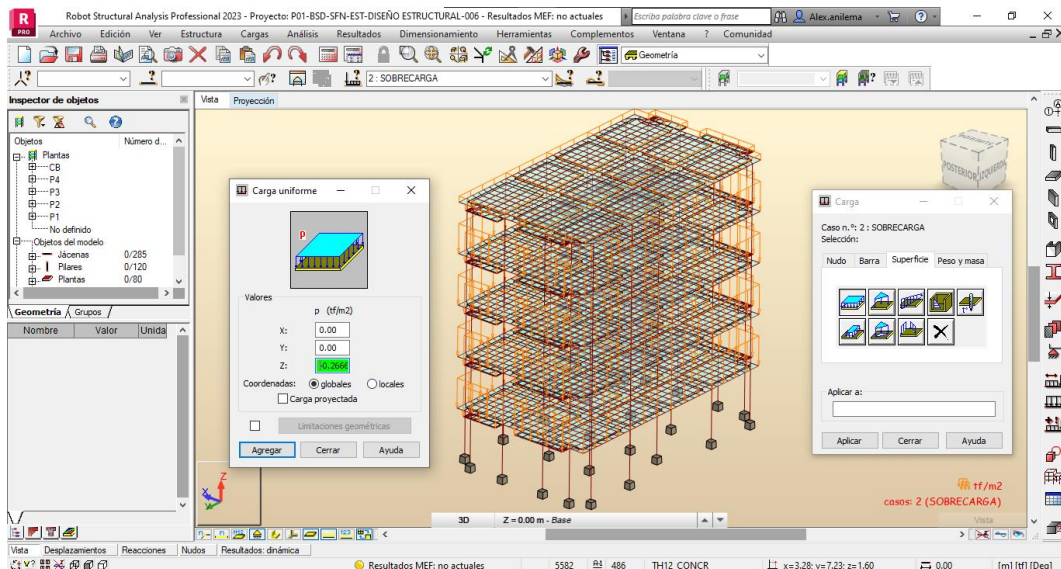 R
PRO
Robot Structural Analysis Professional 2023 - Proyecto: P01-BSD-SFN-EST-DISEÑO ESTRUCTURAL-006 - Resultados MEF: no actuales
Escriba palabra clave o frase
Alex.anilema
Archivo Edición Ver Estructura Cargas Análisis Resultados Dimensionamiento Herramientas Complementos Ventana ? Comunidad
Geometría
2 : SOBRECARGA
Inspector de objetos
Vista Proyección
Objetos Número d...
Plantas
CB
P4
P3
P2
P1
No definido
Objetos del modelo
Jácenas 0/285
Pilares 0/120
Plantas 0/80
Geometría Grupos
Nombre Valor Unida
Carga uniforme
p
Valores
p (tf/m2)
X: 0.00
Y: 0.00
Z: -0.2666
Coordenadas: globales locales
Carga proyectada
Limitaciones geométricas
Agregar Cerrar Ayuda
POSTERIOR IZQUIERDA
Carga
Caso n.º: 2 : SOBRECARGA
Selección:
Nudo Barra Superficie Peso y masa
Aplicar a:
Aplicar Cerrar Ayuda
Z
X
tf/m2
casos: 2 (SOBRECARGA)
3D Z = 0.00 m - Base
Vista
Vista Desplazamientos Reacciones Nudos Resultados: dinámica
Resultados MEF: no actuales 5582 486 TH12_CONCR x=3.28; y=7.23; z=1.60 0.00 [m] [tf] [Deg]